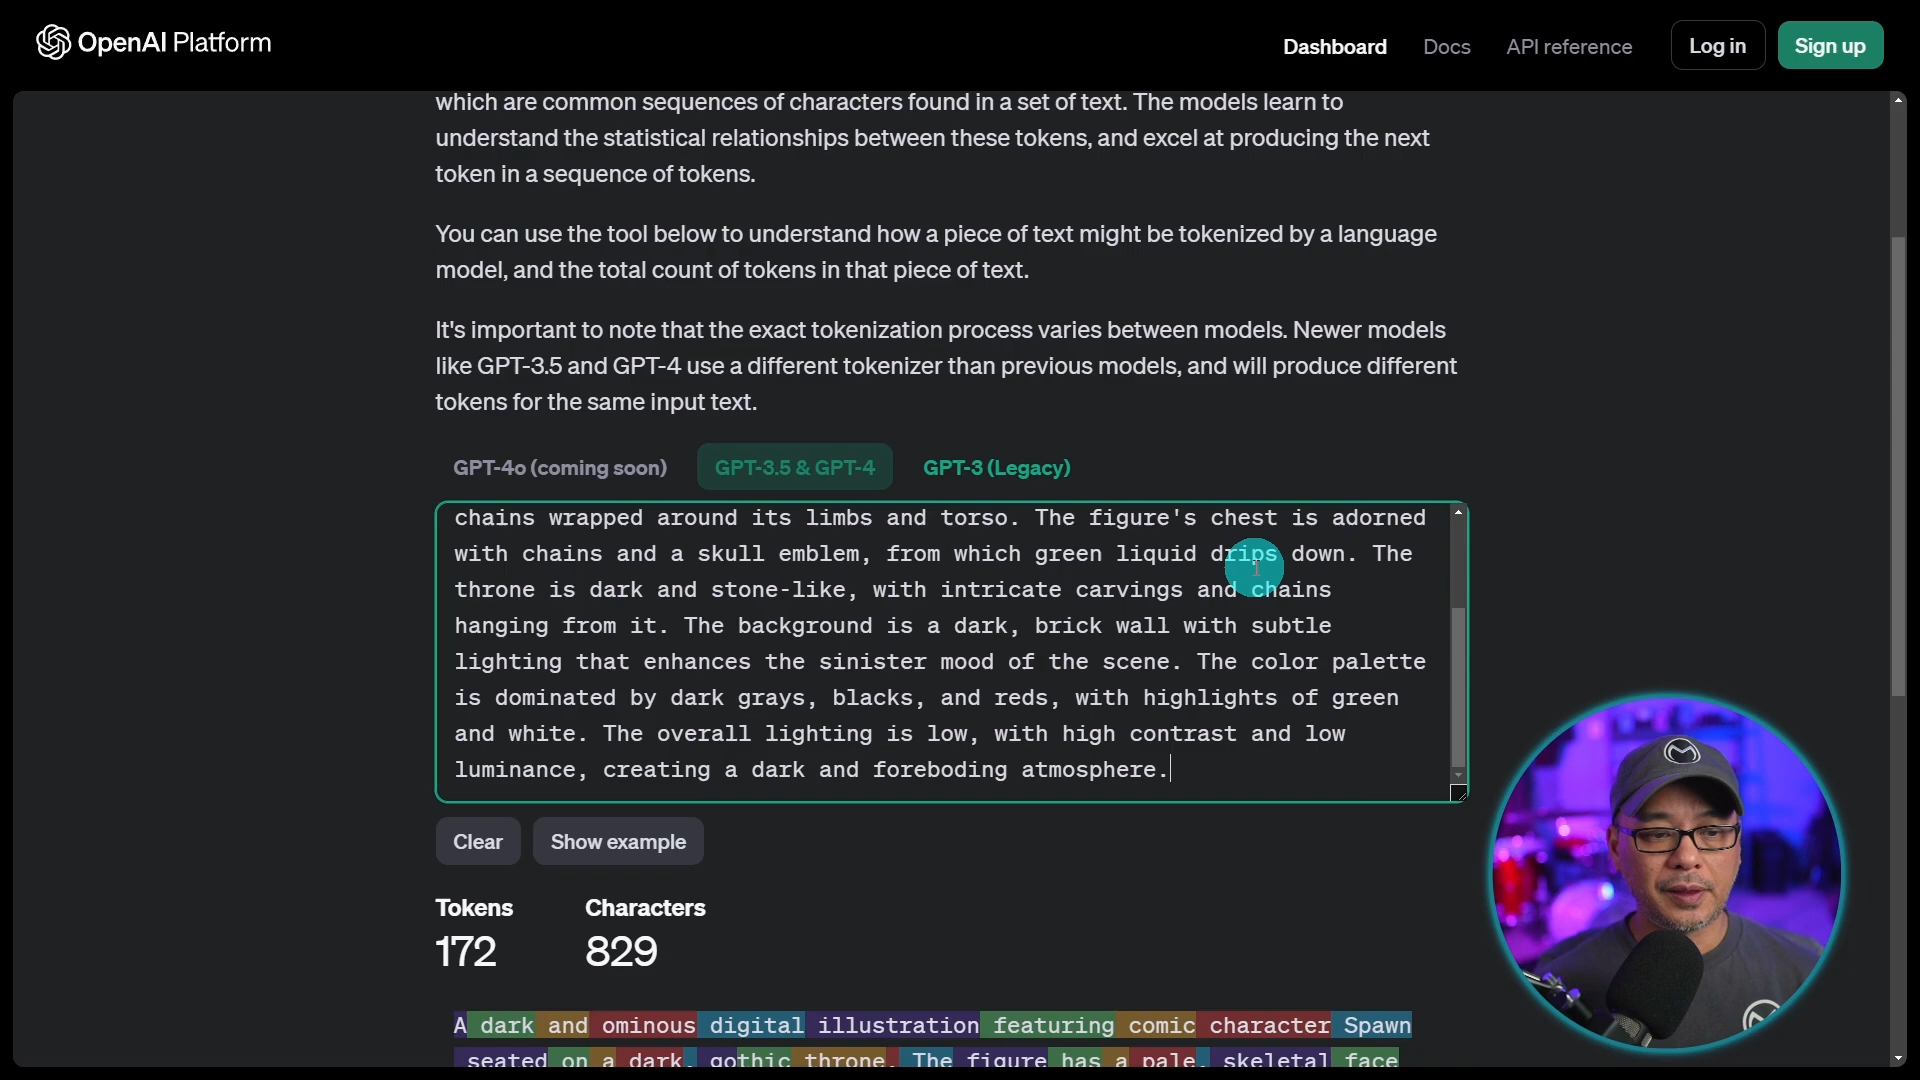 OpenAI Platform
Dashboard
Docs
API reference
Log in
Sign up
which are common sequences of characters found in a set of text. The models learn to
understand the statistical relationships between these tokens, and excel at producing the next
token in a sequence of tokens.
You can use the tool below to understand how a piece of text might be tokenized by a language
model, and the total count of tokens in that piece of text.
It's important to note that the exact tokenization process varies between models. Newer models
like GPT-3.5 and GPT-4 use a different tokenizer than previous models, and will produce different
tokens for the same input text.
GPT-4o (coming soon)
GPT-3.5 & GPT-4
GPT-3 (Legacy)
chains wrapped around its limbs and torso. The figure's chest is adorned
with chains and a skull emblem, from which green liquid drips down. The
throne is dark and stone-like, with intricate carvings and chains
hanging from it. The background is a dark, brick wall with subtle
lighting that enhances the sinister mood of the scene. The color palette
is dominated by dark grays, blacks, and reds, with highlights of green
and white. The overall lighting is low, with high contrast and low
luminance, creating a dark and foreboding atmosphere.
Clear
Show example
Tokens
Characters
172
829
A dark and ominous digital illustration featuring comic character Spawn
seated on a dark, gothic throne. The figure has a pale, skeletal face